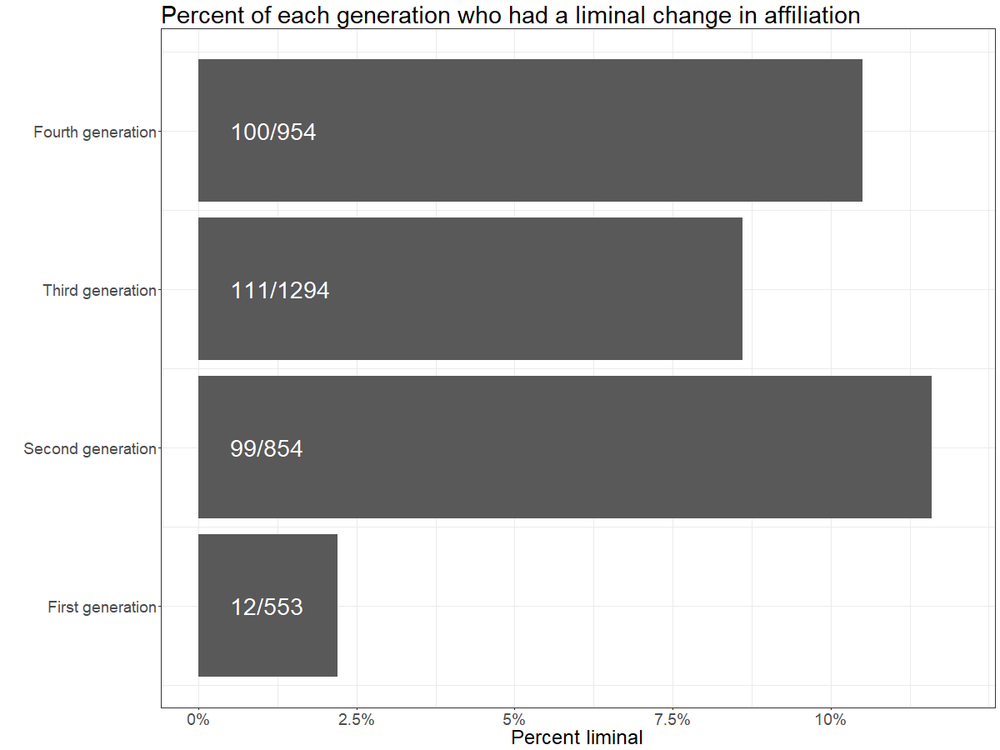 Percent of each generation who had a liminal change in affiliation
Fourth generation
100/954
Third generation
111/1294
Second generation
99/854
First generation
12/553
0% 2.5% 5% 7.5% 10%
Percent liminal